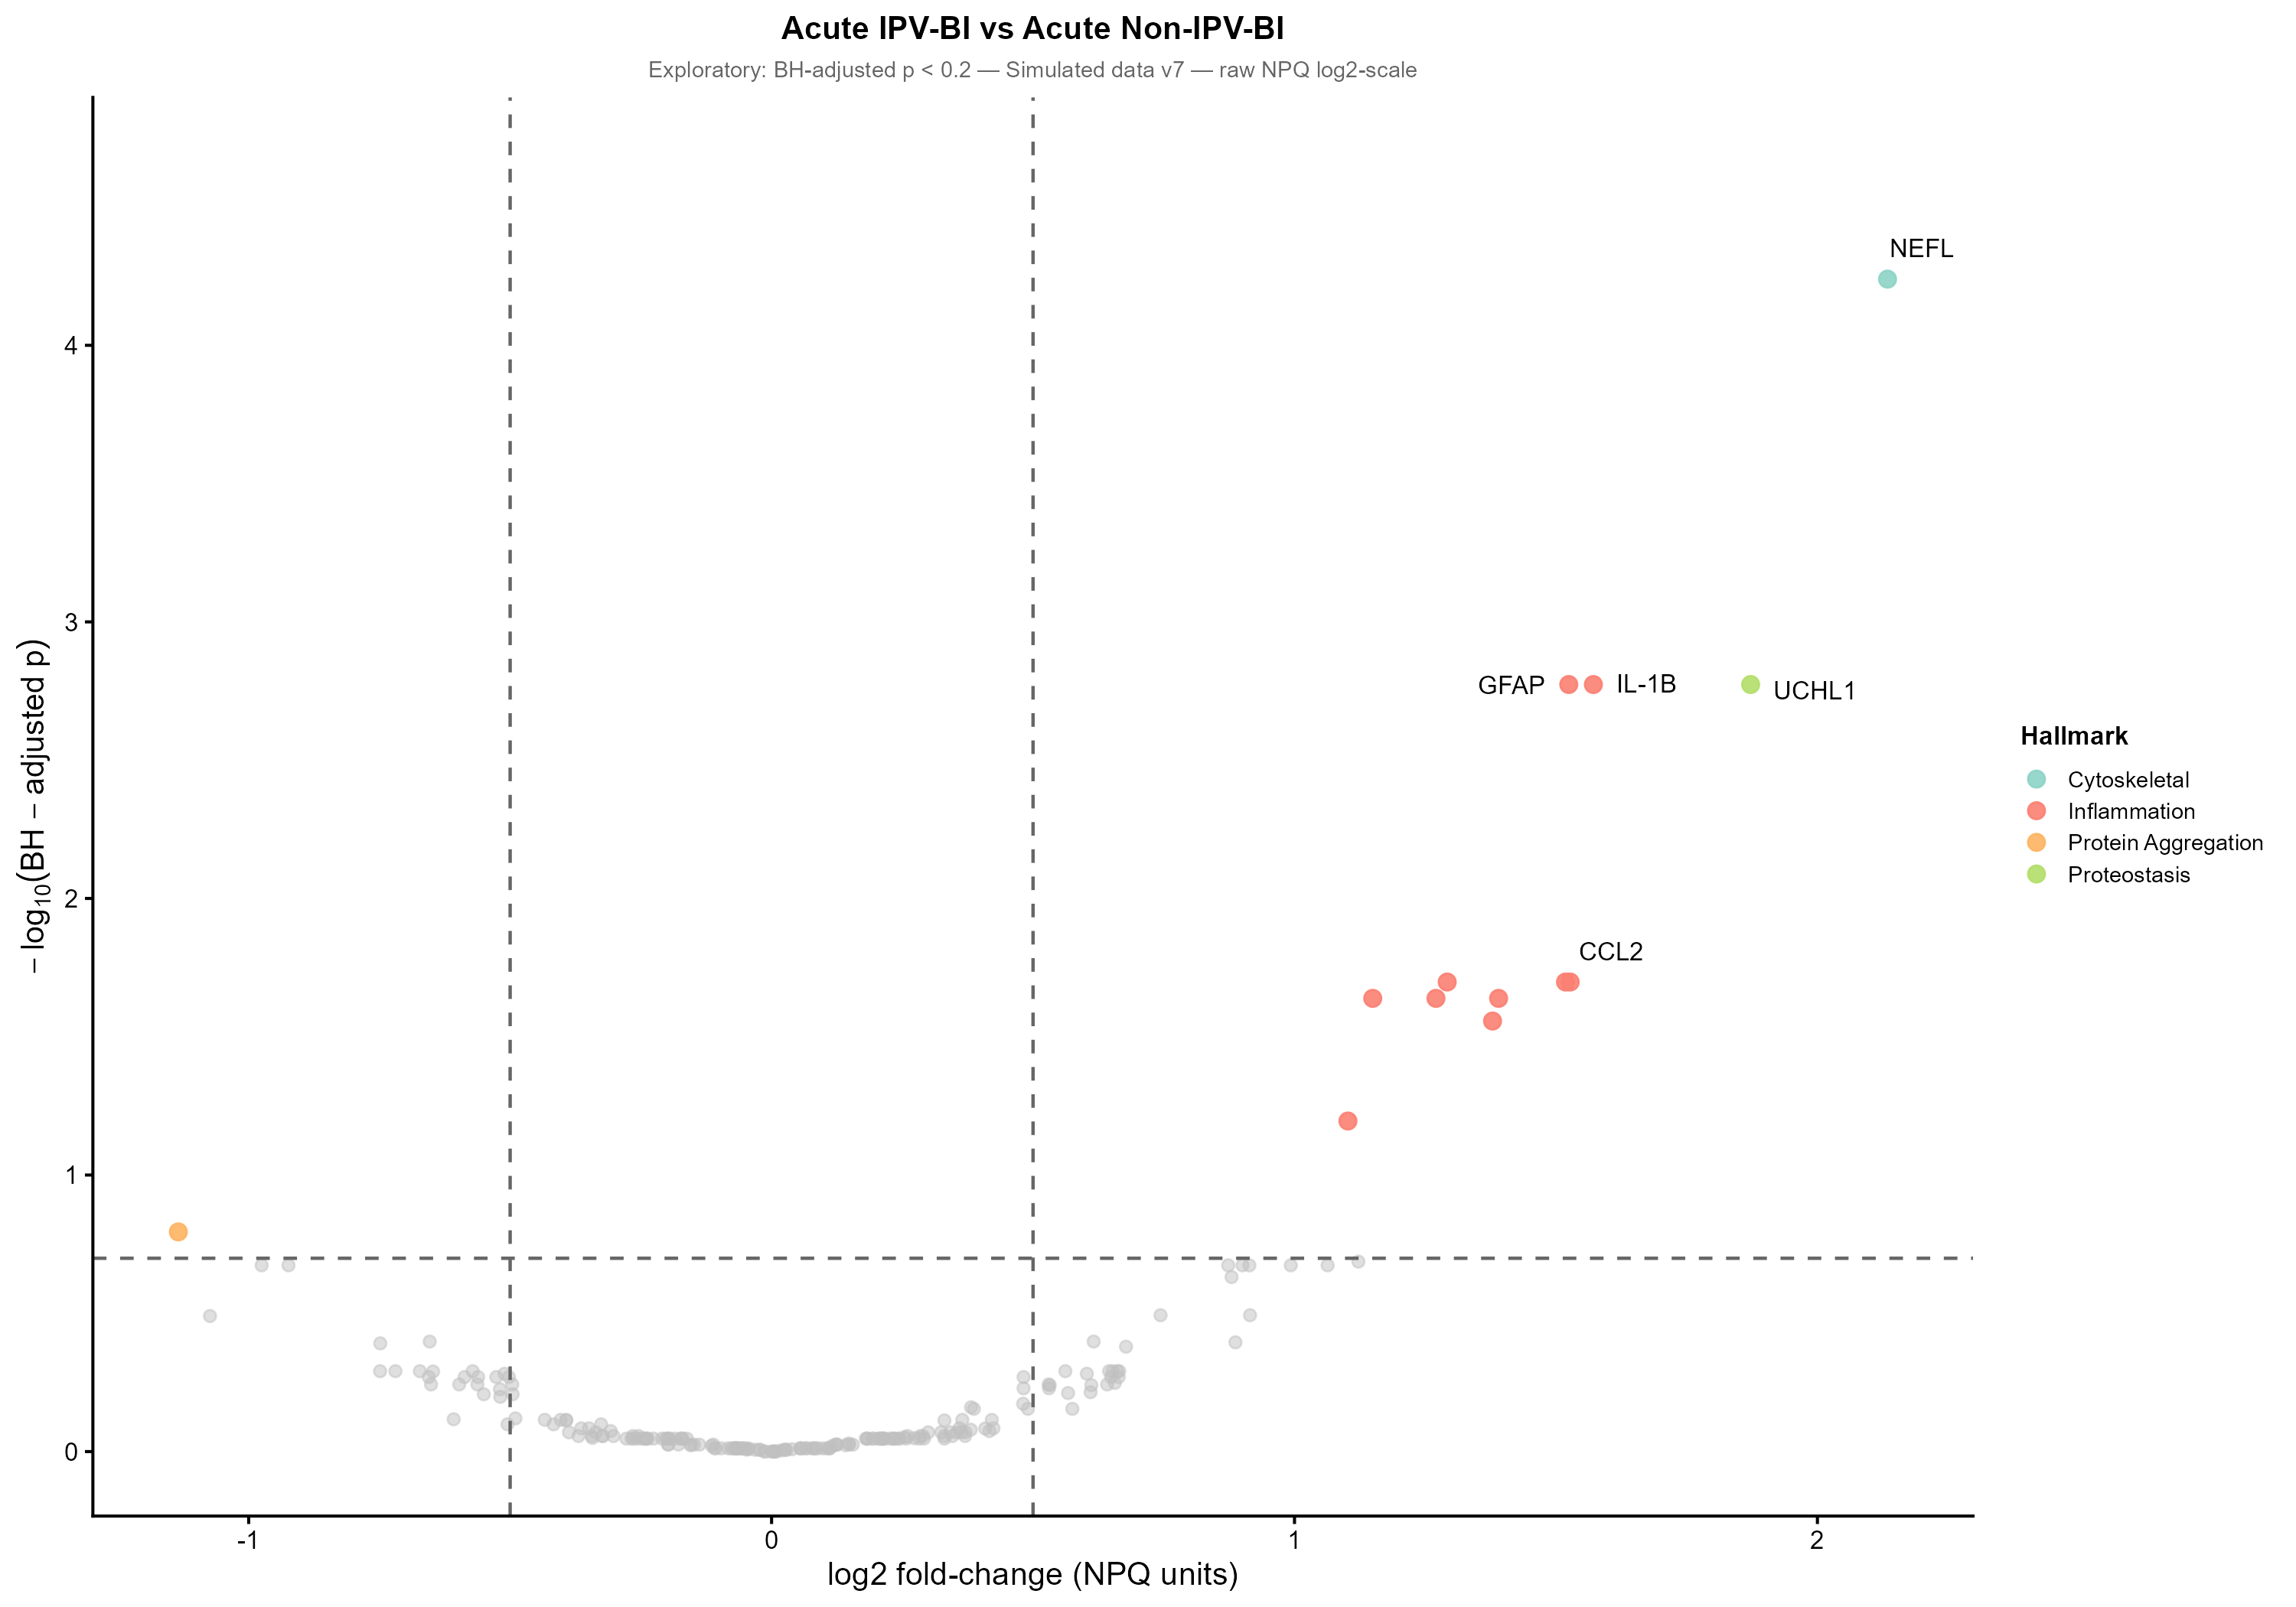 Acute IPV-BI vs Acute Non-IPV-BI
Exploratory: BH-adjusted p < 0.2 — Simulated data v7 — raw NPQ log2-scale
NEFL
4
3
GFAP
IL-1B
UCHL1
Hallmark
Cytoskeletal
Inflammation
Protein Aggregation
Proteostasis
− log₁₀(BH − adjusted p)
2
CCL2
1
0
-1
0
1
2
log2 fold-change (NPQ units)